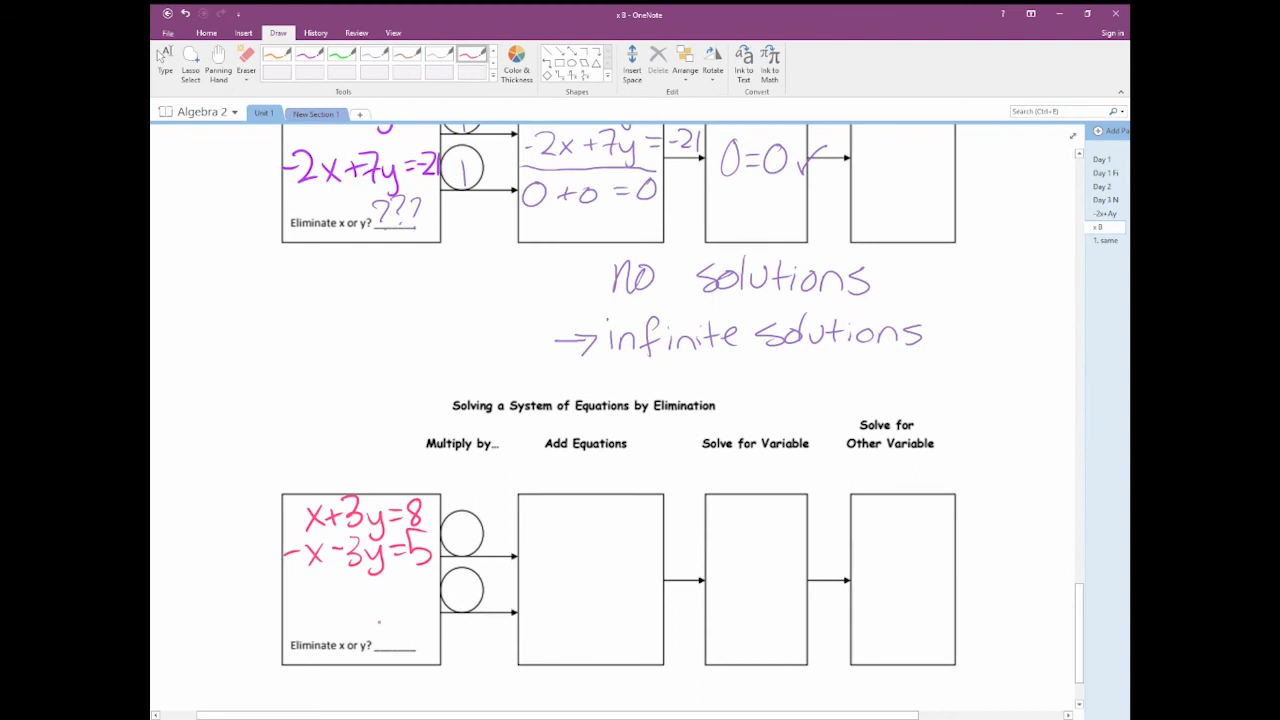 x B - OneNote
? 
Sign in
File Home Insert Draw History Review View
Type
Lasso Select
Panning Hand
Eraser
Color & Thickness
Insert Space
Delete
Arrange
Rotate
Ink to Text
Ink to Math
Tools
Shapes
Edit
Convert
Algebra 2
Unit 1
New Section 1
+
Search (Ctrl+E)
Add Pa
Day 1
Day 1 Fi
Day 2
Day 3 N
-2x+Ay
x B
1. same
-2x+7y=-21
1
-2x+7y=-21
0+0=0
0=0✓
Eliminate x or y? ???
no solutions
→ infinite solutions
Solving a System of Equations by Elimination
Multiply by...
Add Equations
Solve for Variable
Solve for
Other Variable
x+3y=8
-x-3y=5
Eliminate x or y? ______